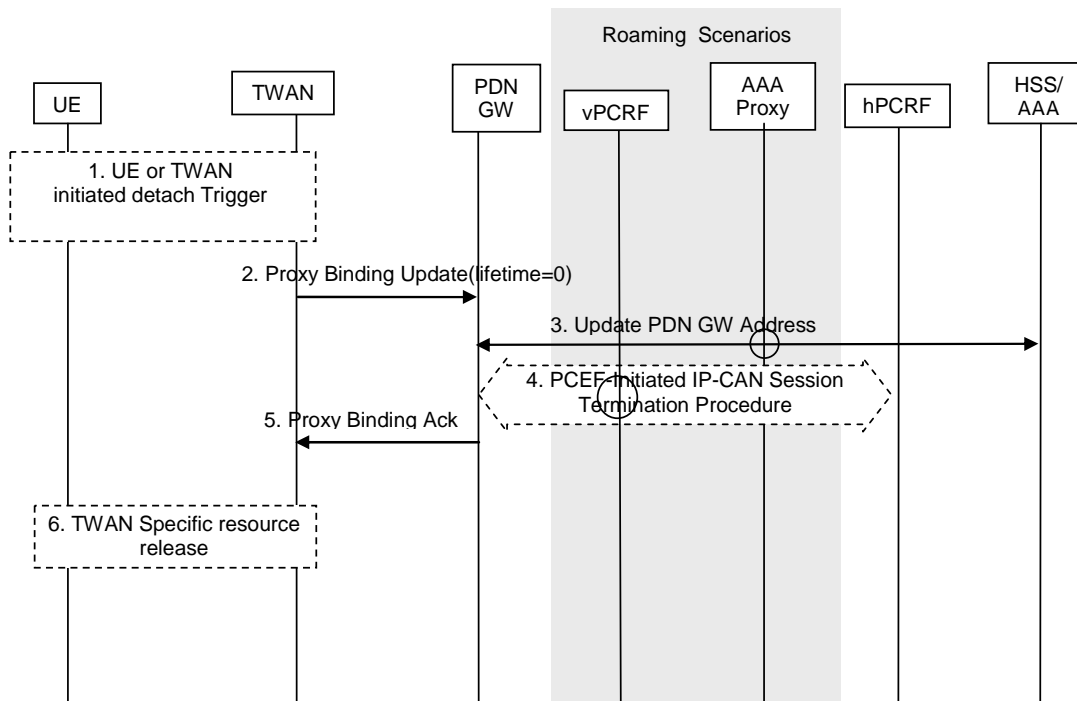 Roaming Scenarios
UE
TWAN
PDN
GW
vPCRF
AAA
Proxy
hPCRF
HSS/
AAA
1. UE or TWAN
initiated detach Trigger
2. Proxy Binding Update(lifetime=0)
3. Update PDN GW Address
4. PCEF-Initiated IP-CAN Session
Termination Procedure
5. Proxy Binding Ack
6. TWAN Specific resource
release